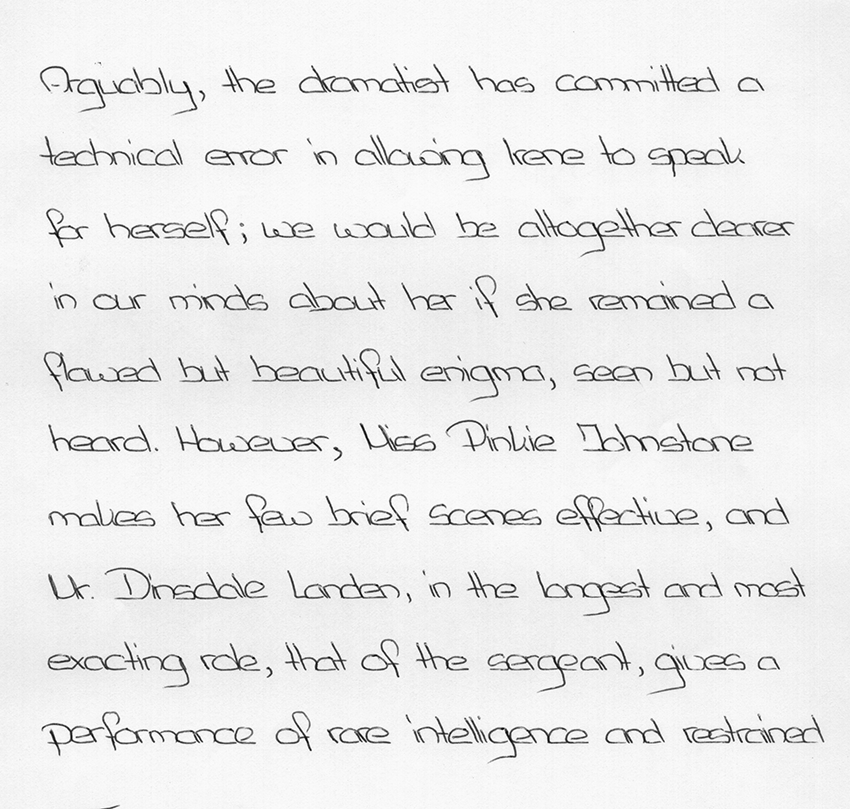 Arguably, the dramatist has committed a
technical error in allowing Irene to speak
for herself; we would be altogether clearer
in our minds about her if she remained a
flawed but beautiful enigma, seen but not
heard. However, Miss Pinkie Johnstone
makes her few brief scenes effective, and
Mr. Dinsdale Landen, in the longest and most
exacting role, that of the sergeant, gives a
performance of rare intelligence and restrained